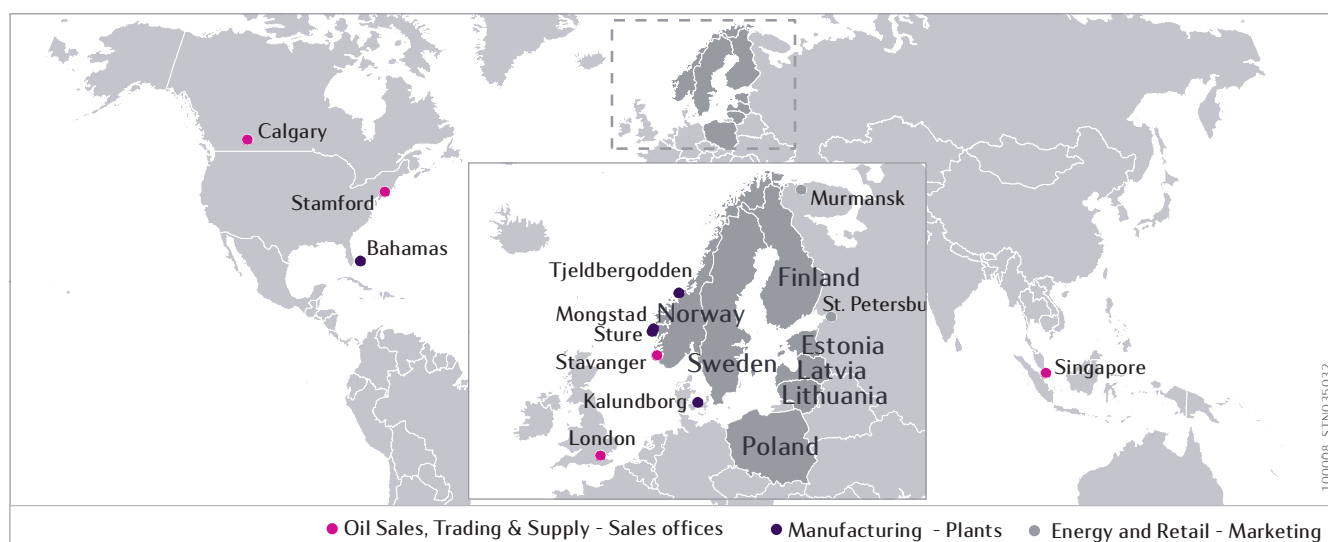 Calgary
Stamford
Bahamas
Murmansk
Tjeldbergodden
Finland
St. Petersbu
Mongstad
Norway
Sture
Estonia
Stavanger
Sweden
Latvia
Singapore
Lithuania
Kalundborg
London
Poland
100008_STN035032
Oil Sales, Trading & Supply - Sales offices
Manufacturing - Plants
Energy and Retail - Marketing